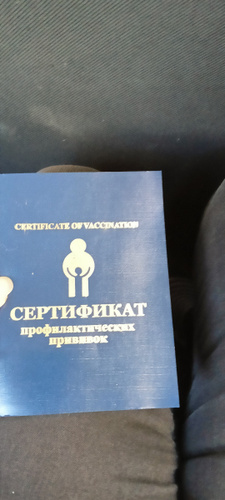 CERTIFICATE OF VACCINATION
СЕРТИФИКАТ
профилактических
прививок